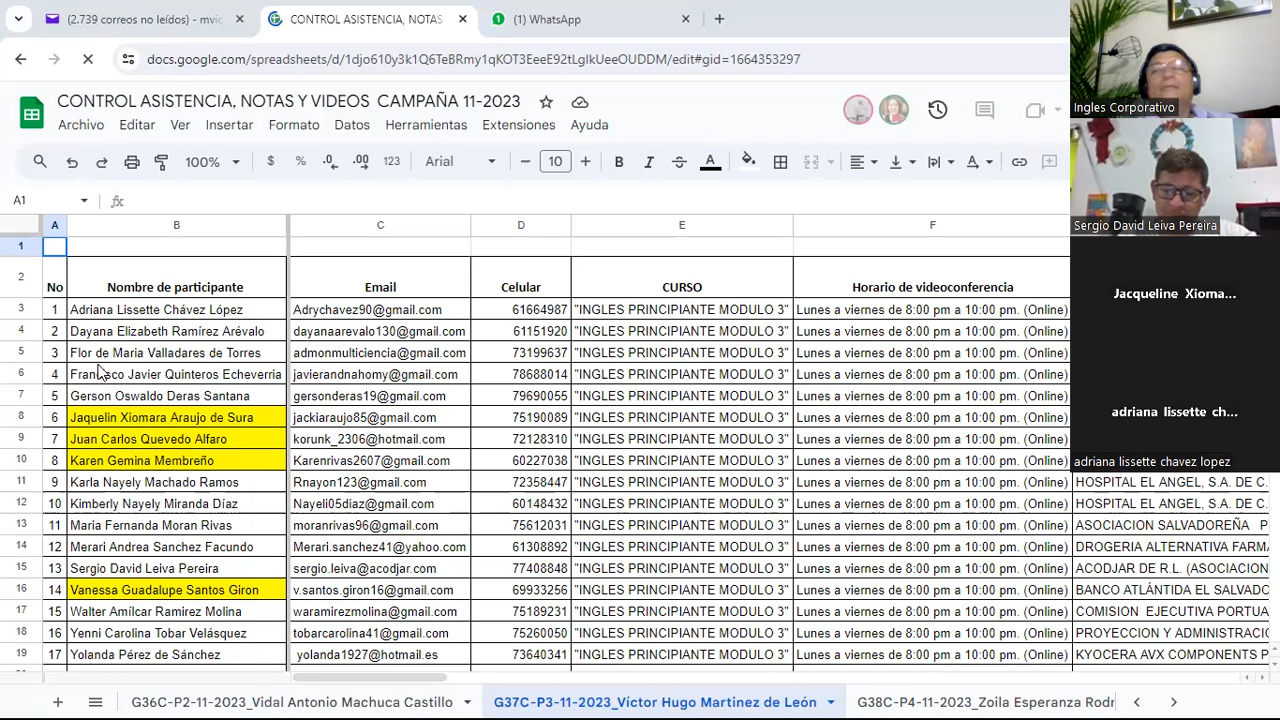 (2.739 correos no leídos) - mvic
CONTROL ASISTENCIA, NOTAS
(1) WhatsApp
docs.google.com/spreadsheets/d/1djo610y3k1Q6TeBRmy1qKOT3EeeE92tLgIkUeeOUDDM/edit#gid=1664353297
CONTROL ASISTENCIA, NOTAS Y VIDEOS CAMPAÑA 11-2023
Archivo Editar Ver Insertar Formato Datos Herramientas Extensiones Ayuda
100% $ % .0 .00 123 Arial 10 B I A
A1 fx
A B C D E F
1
2 No Nombre de participante Email Celular CURSO Horario de videoconferencia
3 1 Adriana Lissette Chávez López Adrychavez90@gmail.com 61664987 "INGLES PRINCIPIANTE MODULO 3" Lunes a viernes de 8:00 pm a 10:00 pm. (Online)
4 2 Dayana Elizabeth Ramírez Arévalo dayanaarevalo130@gmail.com 61151920 "INGLES PRINCIPIANTE MODULO 3" Lunes a viernes de 8:00 pm a 10:00 pm. (Online)
5 3 Flor de Maria Valladares de Torres admonmulticiencia@gmail.com 73199637 "INGLES PRINCIPIANTE MODULO 3" Lunes a viernes de 8:00 pm a 10:00 pm. (Online)
6 4 Francisco Javier Quinteros Echeverria javierandnahomy@gmail.com 78688014 "INGLES PRINCIPIANTE MODULO 3" Lunes a viernes de 8:00 pm a 10:00 pm. (Online)
7 5 Gerson Oswaldo Deras Santana gersonderas19@gmail.com 79690055 "INGLES PRINCIPIANTE MODULO 3" Lunes a viernes de 8:00 pm a 10:00 pm. (Online)
8 6 Jaquelin Xiomara Araujo de Sura jackiaraujo85@gmail.com 75190089 "INGLES PRINCIPIANTE MODULO 3" Lunes a viernes de 8:00 pm a 10:00 pm. (Online)
9 7 Juan Carlos Quevedo Alfaro korunk_2306@hotmail.com 72128310 "INGLES PRINCIPIANTE MODULO 3" Lunes a viernes de 8:00 pm a 10:00 pm. (Online)
10 8 Karen Gemina Membreño Karenrivas2607@gmail.com 60227038 "INGLES PRINCIPIANTE MODULO 3" Lunes a viernes de 8:00 pm a 10:00 pm. (Online)
11 9 Karla Nayely Machado Ramos Rnayon123@gmail.com 72358447 "INGLES PRINCIPIANTE MODULO 3" Lunes a viernes de 8:00 pm a 10:00 pm. (Online) HOSPITAL EL ANGEL, S.A. DE C.
12 10 Kimberly Nayely Miranda Díaz Nayeli05diaz@gmail.com 60148432 "INGLES PRINCIPIANTE MODULO 3" Lunes a viernes de 8:00 pm a 10:00 pm. (Online) HOSPITAL EL ANGEL, S.A. DE C.
13 11 Maria Fernanda Moran Rivas moranrivas96@gmail.com 75612031 "INGLES PRINCIPIANTE MODULO 3" Lunes a viernes de 8:00 pm a 10:00 pm. (Online) ASOCIACION SALVADOREÑA P
14 12 Merari Andrea Sanchez Facundo Merari.sanchez41@yahoo.com 61308892 "INGLES PRINCIPIANTE MODULO 3" Lunes a viernes de 8:00 pm a 10:00 pm. (Online) DROGERIA ALTERNATIVA FARM
15 13 Sergio David Leiva Pereira sergio.leiva@acodjar.com 77408848 "INGLES PRINCIPIANTE MODULO 3" Lunes a viernes de 8:00 pm a 10:00 pm. (Online) ACODJAR DE R.L. (ASOCIACION
16 14 Vanessa Guadalupe Santos Giron v.santos.giron16@gmail.com 69933256 "INGLES PRINCIPIANTE MODULO 3" Lunes a viernes de 8:00 pm a 10:00 pm. (Online) BANCO ATLÁNTIDA EL SALVADO
17 15 Walter Amílcar Ramirez Molina waramirezmolina@gmail.com 75189231 "INGLES PRINCIPIANTE MODULO 3" Lunes a viernes de 8:00 pm a 10:00 pm. (Online) COMISION EJECUTIVA PORTUA
18 16 Yenni Carolina Tobar Velásquez tobarcarolina41@gmail.com 75260050 "INGLES PRINCIPIANTE MODULO 3" Lunes a viernes de 8:00 pm a 10:00 pm. (Online) PROYECCION Y ADMINISTRACIO
19 17 Yolanda Pérez de Sánchez yolanda1927@hotmail.es 73640341 "INGLES PRINCIPIANTE MODULO 3" Lunes a viernes de 8:00 pm a 10:00 pm. (Online) KYOCERA AVX COMPONENTS P
G36C-P2-11-2023_Vidal Antonio Machuca Castillo G37C-P3-11-2023_Víctor Hugo Martinez de León G38C-P4-11-2023_Zoila Esperanza Rodr
Ingles Corporativo
Sergio David Leiva Pereira
Jacqueline Xioma...
adriana lissette ch...
adriana lissette chavez lopez